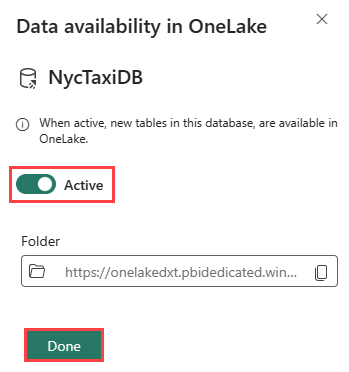 Data availability in OneLake
NycTaxiDB
When active, new tables in this database, are available in
OneLake.
Active
Folder
https://onelakedxt.pbidedicated.win...
Done